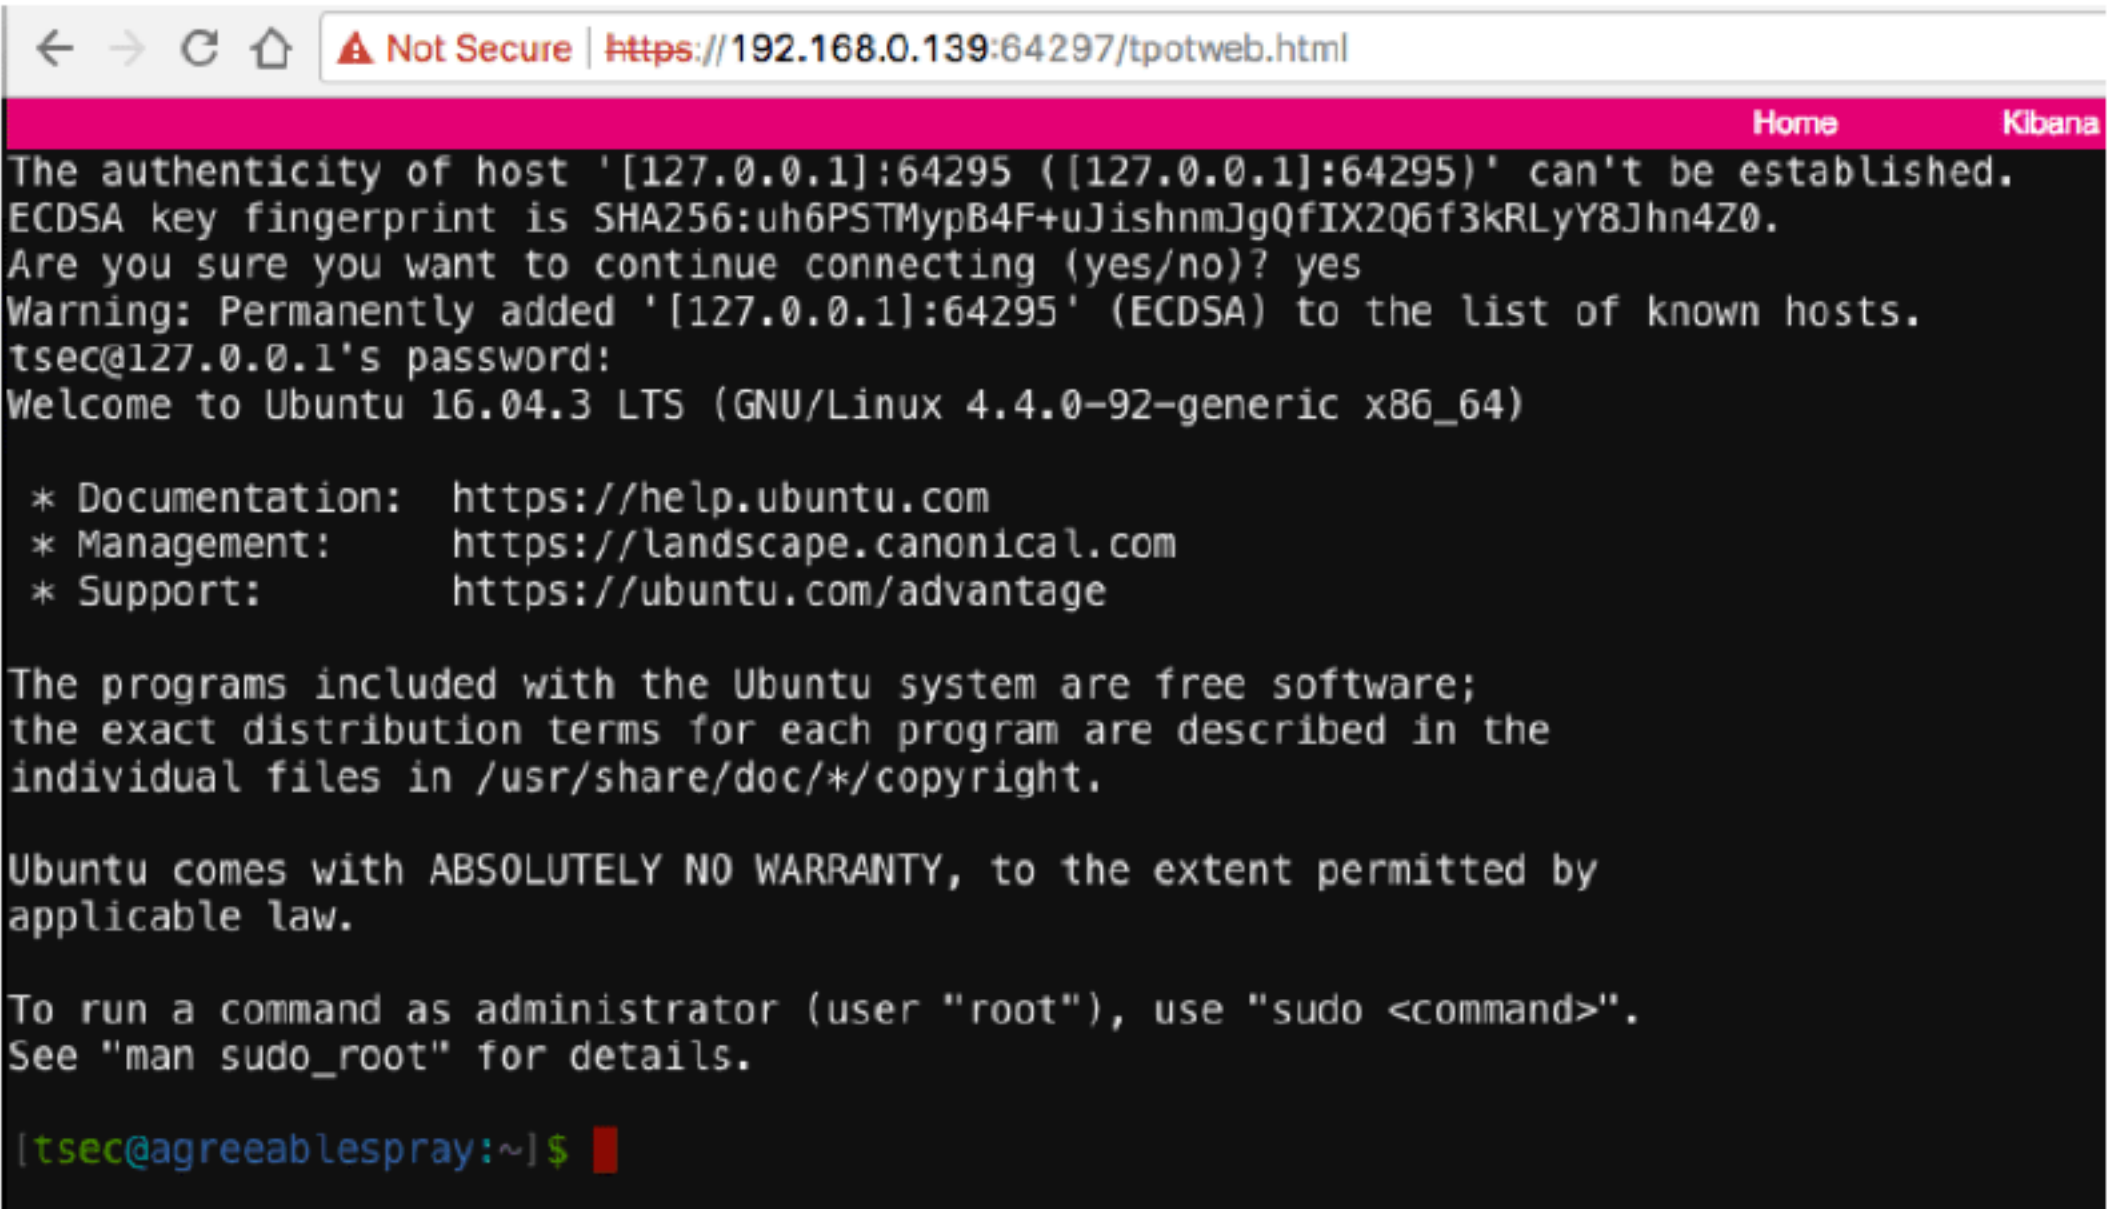 Not Secure | https://192.168.0.139:64297/tpotweb.html
Home Kibana
The authenticity of host '[127.0.0.1]:64295 ([127.0.0.1]:64295)' can't be established.
ECDSA key fingerprint is SHA256:uh6PSTMypB4F+uJishnmJgQfIX2Q6f3kRLyY8Jhn4Z0.
Are you sure you want to continue connecting (yes/no)? yes
Warning: Permanently added '[127.0.0.1]:64295' (ECDSA) to the list of known hosts.
tsec@127.0.0.1's password:
Welcome to Ubuntu 16.04.3 LTS (GNU/Linux 4.4.0-92-generic x86_64)
* Documentation:  https://help.ubuntu.com
* Management:     https://landscape.canonical.com
* Support:        https://ubuntu.com/advantage
The programs included with the Ubuntu system are free software;
the exact distribution terms for each program are described in the
individual files in /usr/share/doc/*/copyright.
Ubuntu comes with ABSOLUTELY NO WARRANTY, to the extent permitted by
applicable law.
To run a command as administrator (user "root"), use "sudo <command>".
See "man sudo_root" for details.
[tsec@agreeablespray:~]$